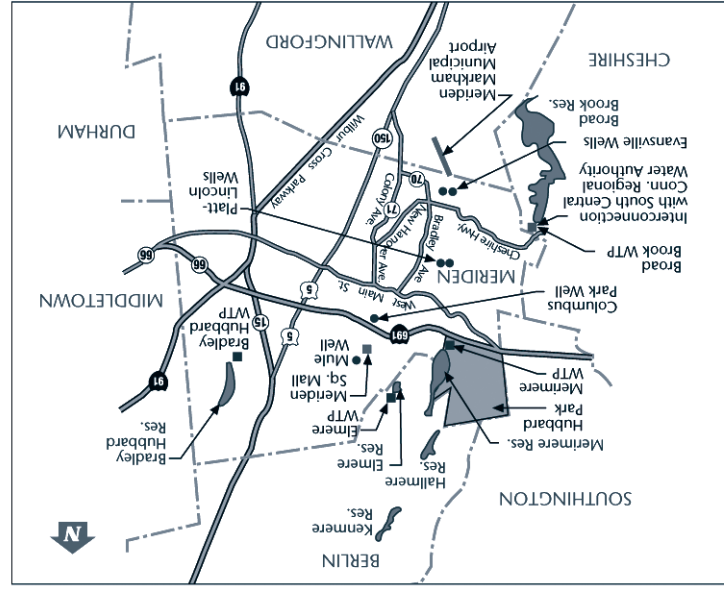 N
BERLIN
Kenmere
Res.
SOUTHINGTON
Hallmere
Res.
Elmere
Res.
Merimere Res.
Hubbard
Park
Merimere
WTP
Elmere
WTP
Meriden
Sq. Mall
Mule
Well
Bradley
Hubbard
Res.
Bradley
Hubbard
WTP
91
691
5
15
5
Columbus
Park Well
MIDDLETOWN
66
66
West Main St.
MERIDEN
Broad
Brook WTP
Interconnection
with South Central
Conn. Regional
Water Authority
Cheshire Hwy.
Bradley Ave
New Hanover Ave.
71
Colony Ave.
70
Platt-
Lincoln
Wells
Evansville Wells
Broad
Brook Res.
Meriden
Markham
Municipal
Airport
150
Wilbur
Cross Parkway
DURHAM
91
CHESHIRE
WALLINGFORD